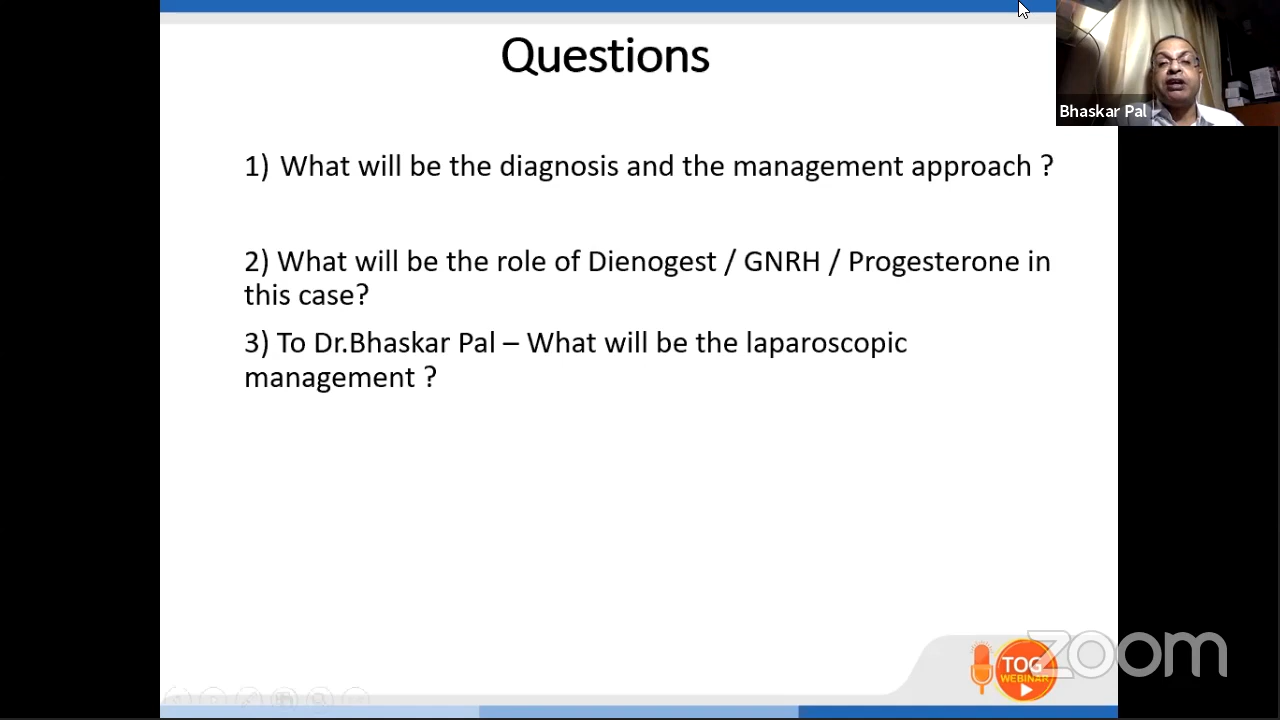 Questions
Bhaskar Pal
1) What will be the diagnosis and the management approach ?
2) What will be the role of Dienogest / GNRH / Progesterone in
this case?
3) To Dr.Bhaskar Pal – What will be the laparoscopic
management ?
zoom
TOG
WEBINAR